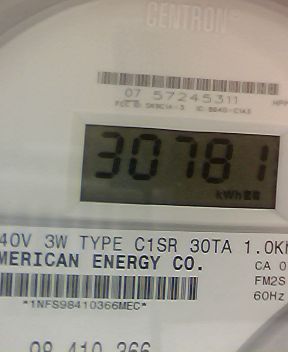 CENTRON
07 57245311
30781
kWh
40V 3W TYPE C1SR 30TA 1.0K
MERICAN ENERGY CO.
CA 0
FM2S
60Hz
*1NFS98410366MEC*
98 410 366